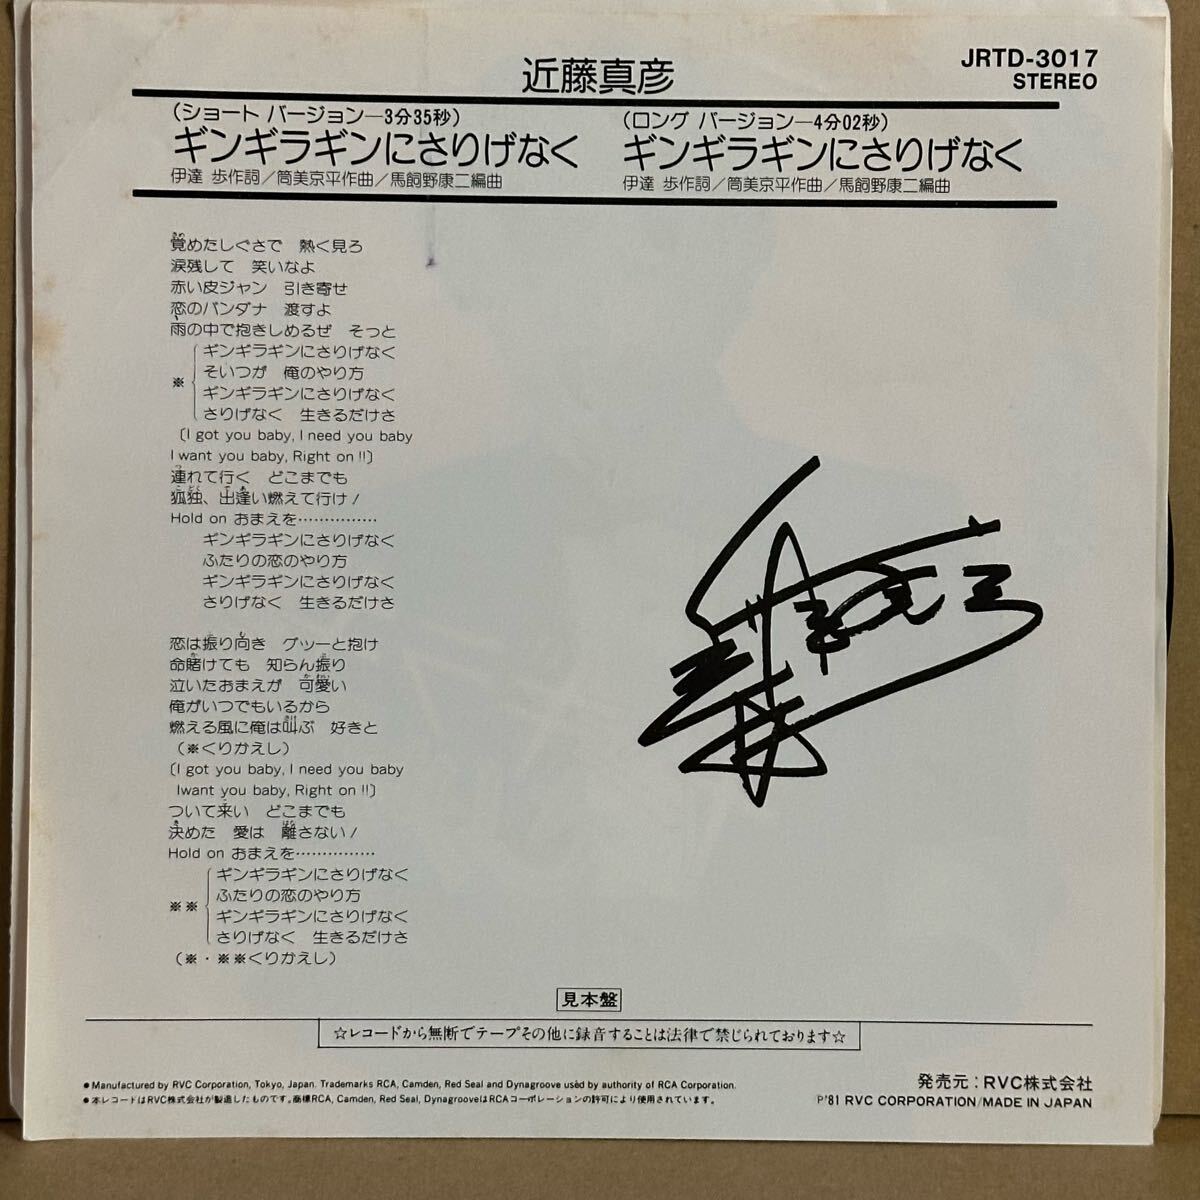 近藤真彦
JRTD-3017
STEREO
(ショート バージョン—3分35秒)
ギンギラギンにさりげなく
伊達 歩作詞／筒美京平作曲／馬飼野康二編曲
(ロング バージョン—4分02秒)
ギンギラギンにさりげなく
伊達 歩作詞／筒美京平作曲／馬飼野康二編曲
覚めたしぐさで 熱く見ろ
涙残して 笑いなよ
赤い皮ジャン 引き寄せ
恋のバンダナ 渡すよ
雨の中で抱きしめるぜ そっと
ギンギラギンにさりげなく
そいつが 俺のやり方
※
ギンギラギンにさりげなく
さりげなく 生きるだけさ
〔I got you baby, I need you baby
I want you baby, Right on !!〕
連れて行く どこまでも
孤独、出逢い燃えて行け！
Hold on おまえを……………
ギンギラギンにさりげなく
ふたりの恋のやり方
ギンギラギンにさりげなく
さりげなく 生きるだけさ
恋は振り向き グッーと抱け
命賭けても 知らん振り
泣いたおまえが 可愛い
俺がいつでもいるから
燃える風に俺は叫ぶ 好きと
(※くりかえし)
〔I got you baby, I need you baby
Iwant you baby, Right on !!〕
ついて来い どこまでも
決めた 愛は 離さない！
Hold on おまえを……………
ギンギラギンにさりげなく
ふたりの恋のやり方
※※
ギンギラギンにさりげなく
さりげなく 生きるだけさ
(※・※※くりかえし)
見本盤
☆レコードから無断でテープその他に録音することは法律で禁じられております☆
●Manufactured by RVC Corporation, Tokyo, Japan. Trademarks RCA, Camden, Red Seal and Dynagroove used by authority of RCA Corporation.
●本レコードはRVC株式会社が製造したものです。商標RCA, Camden, Red Seal, DynagrooveはRCAコーポレーションの許可により使用されています。
発売元：RVC株式会社
P'81 RVC CORPORATION/MADE IN JAPAN